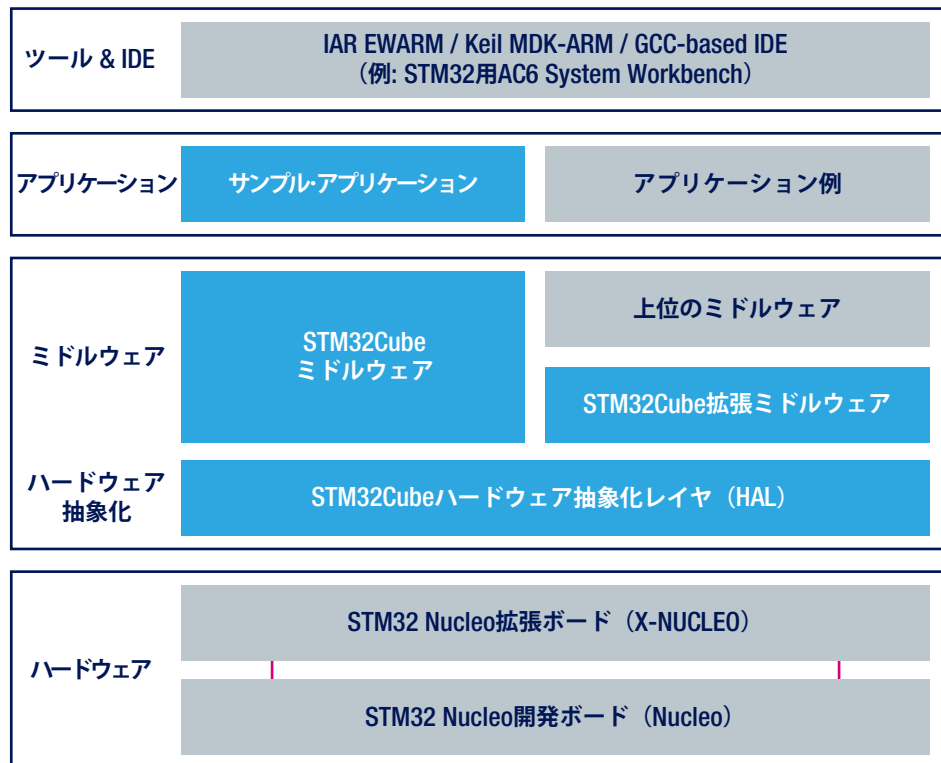 ツール & IDE
IAR EWARM / Keil MDK-ARM / GCC-based IDE
（例: STM32用AC6 System Workbench）
アプリケーション
サンプル・アプリケーション
アプリケーション例
ミドルウェア
STM32Cube
ミドルウェア
上位のミドルウェア
STM32Cube拡張ミドルウェア
ハードウェア
抽象化
STM32Cubeハードウェア抽象化レイヤ（HAL）
ハードウェア
STM32 Nucleo拡張ボード（X-NUCLEO）
STM32 Nucleo開発ボード（Nucleo）